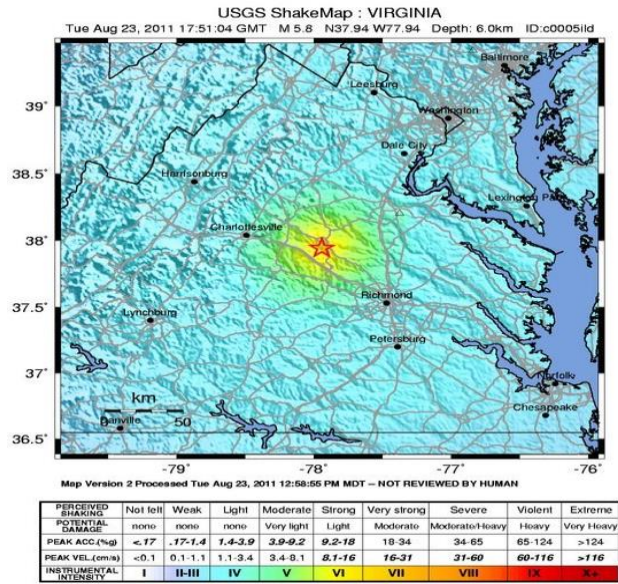 USGS ShakeMap : VIRGINIA
Tue Aug 23, 2011 17:51:04 GMT M 5.8 N37.94 W77.94 Depth: 6.0km ID:c0005ild
Baltimore
39°
Leesburg
Washington
Dale City
38.5°
Harrisonburg
Lexington Pa
Charlottesville
38°
37.5°
Richmond
Lynchburg
Petersburg
37°
Norfolk
km
Chesapeake
Danville
0 50
36.5°
-79° -78° -77° -76°
Map Version 2 Processed Tue Aug 23, 2011 12:58:55 PM MDT -- NOT REVIEWED BY HUMAN
PERCEIVED SHAKING Not felt Weak Light Moderate Strong Very strong Severe Violent Extreme
POTENTIAL DAMAGE none none none Very light Light Moderate Moderate/Heavy Heavy Very Heavy
PEAK ACC.(%g) <.17 .17-1.4 1.4-3.9 3.9-9.2 9.2-18 18-34 34-65 65-124 >124
PEAK VEL.(cm/s) <0.1 0.1-1.1 1.1-3.4 3.4-8.1 8.1-16 16-31 31-60 60-116 >116
INSTRUMENTAL INTENSITY I II-III IV V VI VII VIII IX X+